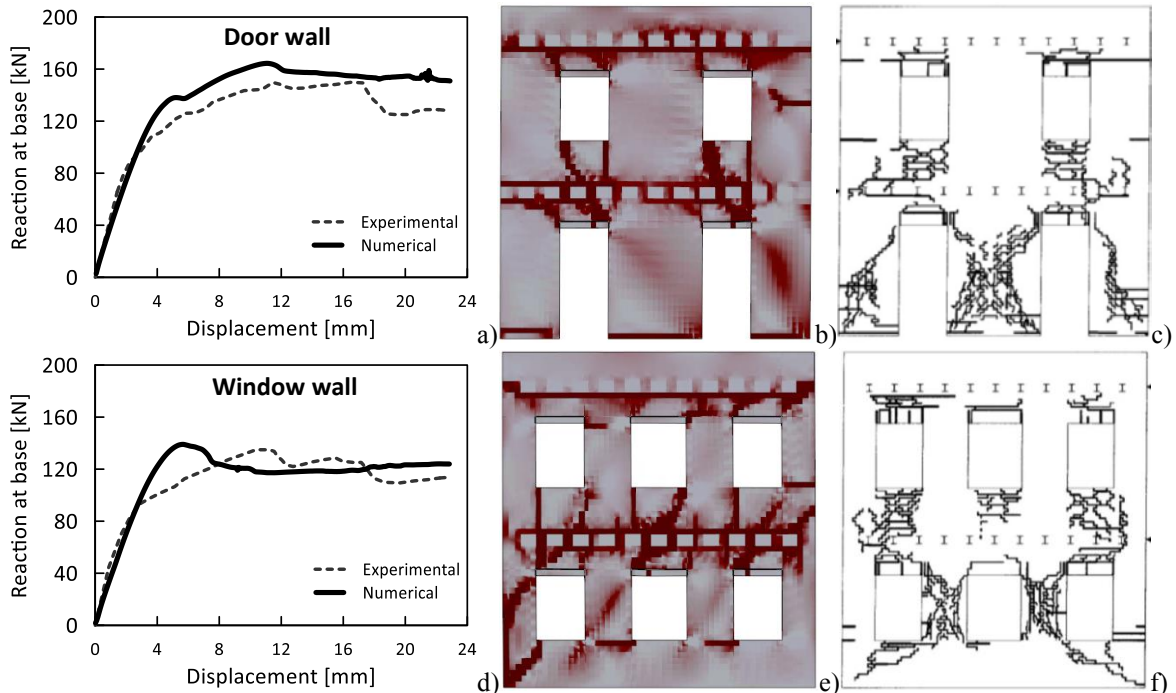 200
Door wall
160
120
80
40
0
Reaction at base [kN]
Experimental
Numerical
0 4 8 12 16 20 24
Displacement [mm]
a)
b)
c)
200
Window wall
160
120
80
40
0
Reaction at base [kN]
Experimental
Numerical
0 4 8 12 16 20 24
Displacement [mm]
d)
e)
f)